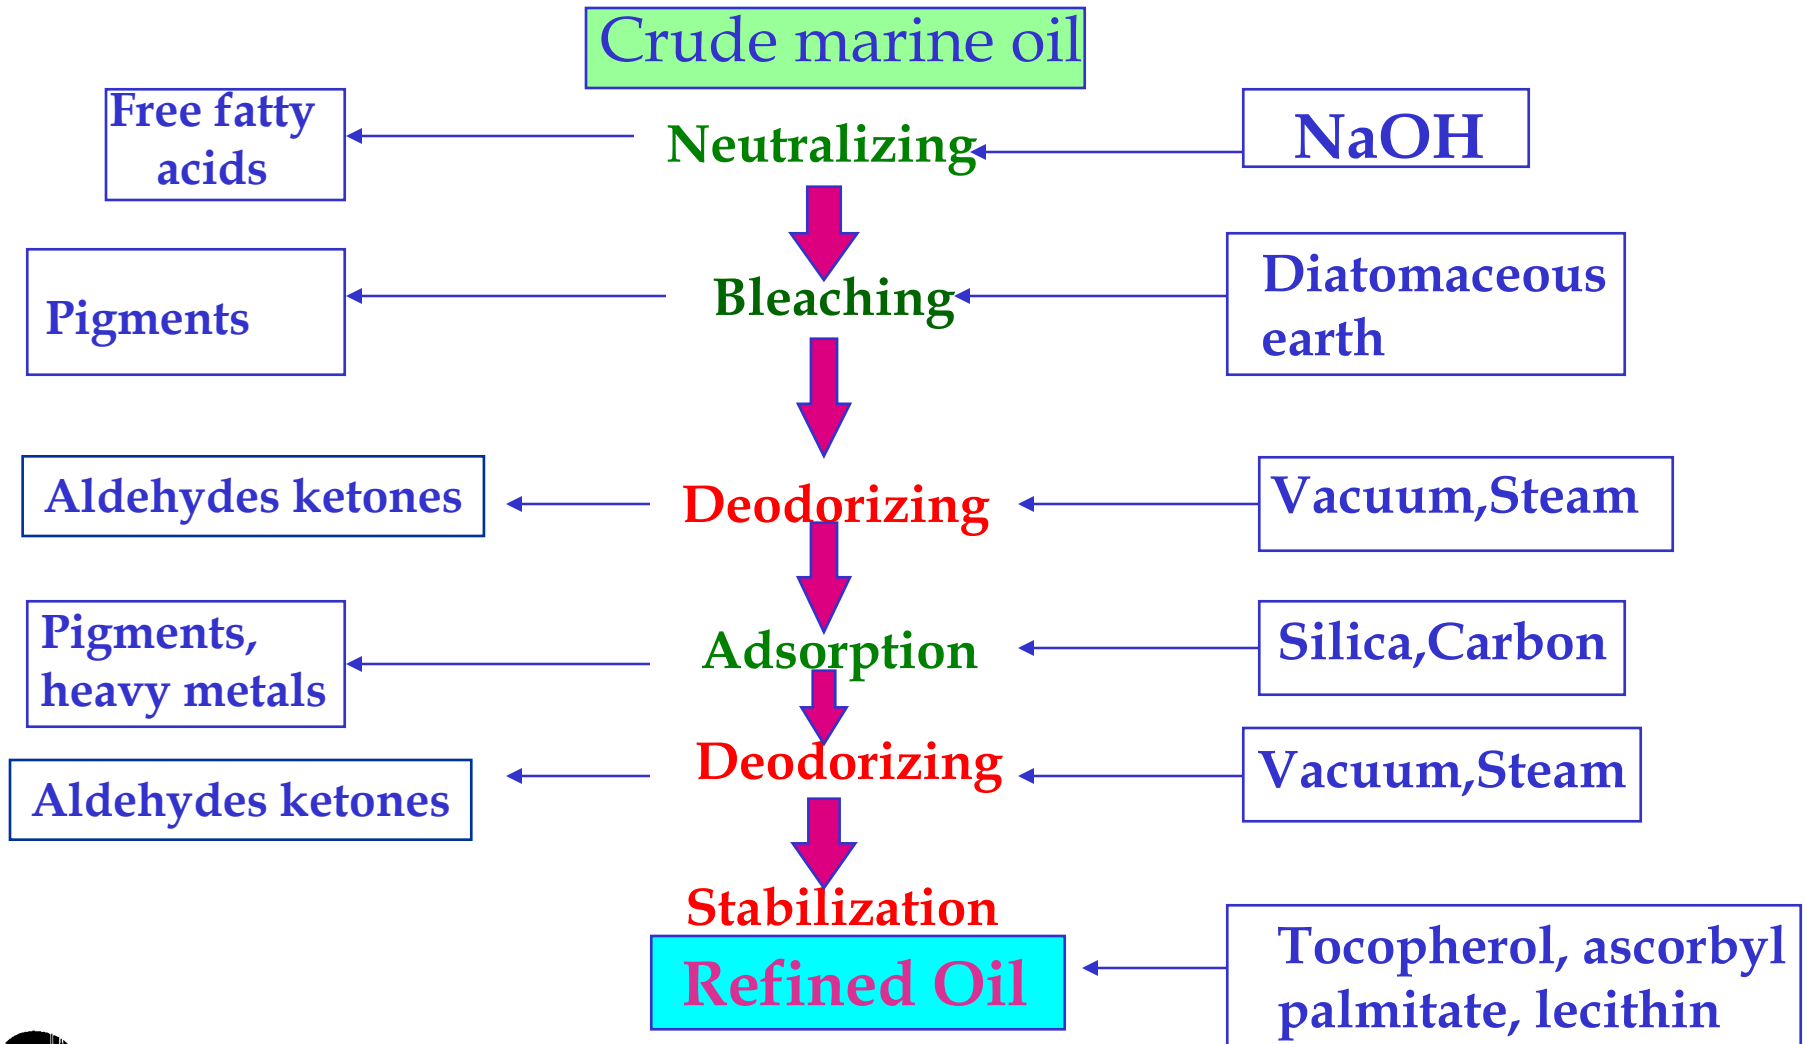 Crude marine oil
Free fatty
acids
Neutralizing
NaOH
Pigments
Bleaching
Diatomaceous
earth
Aldehydes ketones
Deodorizing
Vacuum,Steam
Pigments,
heavy metals
Adsorption
Silica,Carbon
Aldehydes ketones
Deodorizing
Vacuum,Steam
Stabilization
Refined Oil
Tocopherol, ascorbyl
palmitate, lecithin